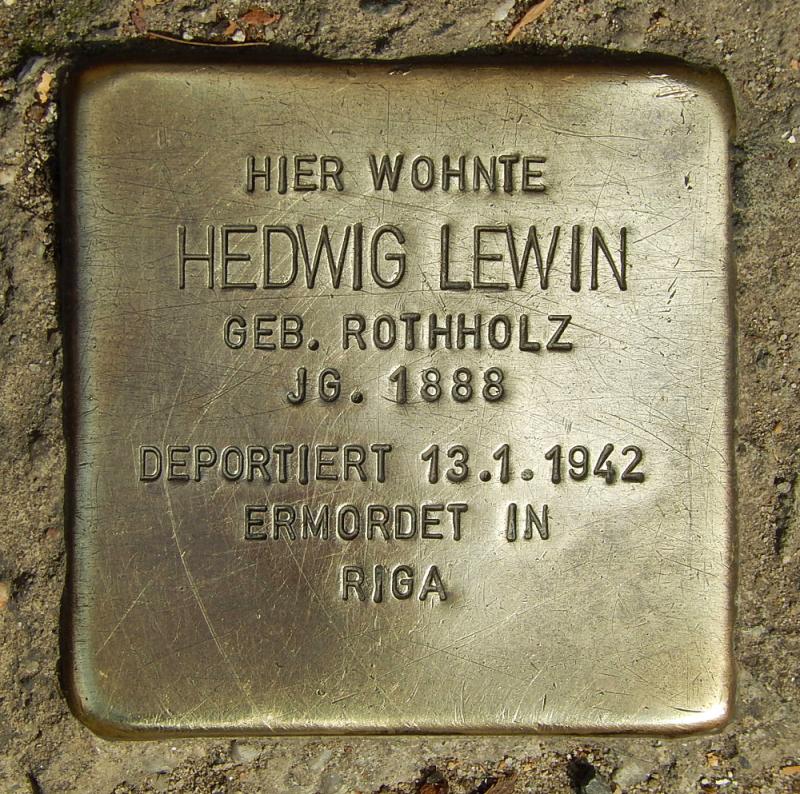 HIER WOHNTE
HEDWIG LEWIN
GEB. ROTHHOLZ
JG. 1888
DEPORTIERT 13.1.1942
ERMORDET IN
RIGA